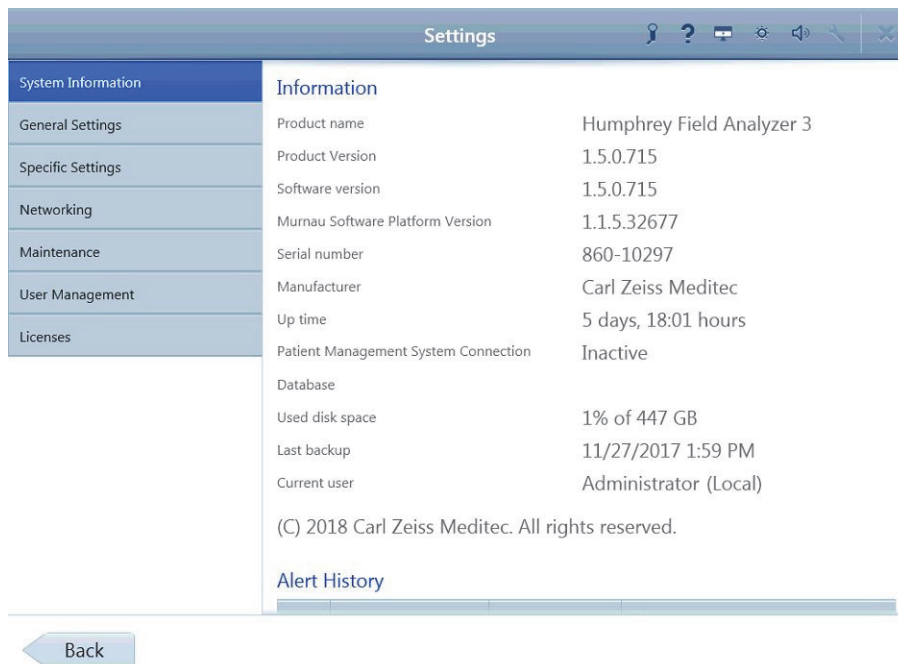 Settings
?
System Information
General Settings
Specific Settings
Networking
Maintenance
User Management
Licenses
Information
Product name Humphrey Field Analyzer 3
Product Version 1.5.0.715
Software version 1.5.0.715
Murnau Software Platform Version 1.1.5.32677
Serial number 860-10297
Manufacturer Carl Zeiss Meditec
Up time 5 days, 18:01 hours
Patient Management System Connection Inactive
Database
Used disk space 1% of 447 GB
Last backup 11/27/2017 1:59 PM
Current user Administrator (Local)
(C) 2018 Carl Zeiss Meditec. All rights reserved.
Alert History
Back